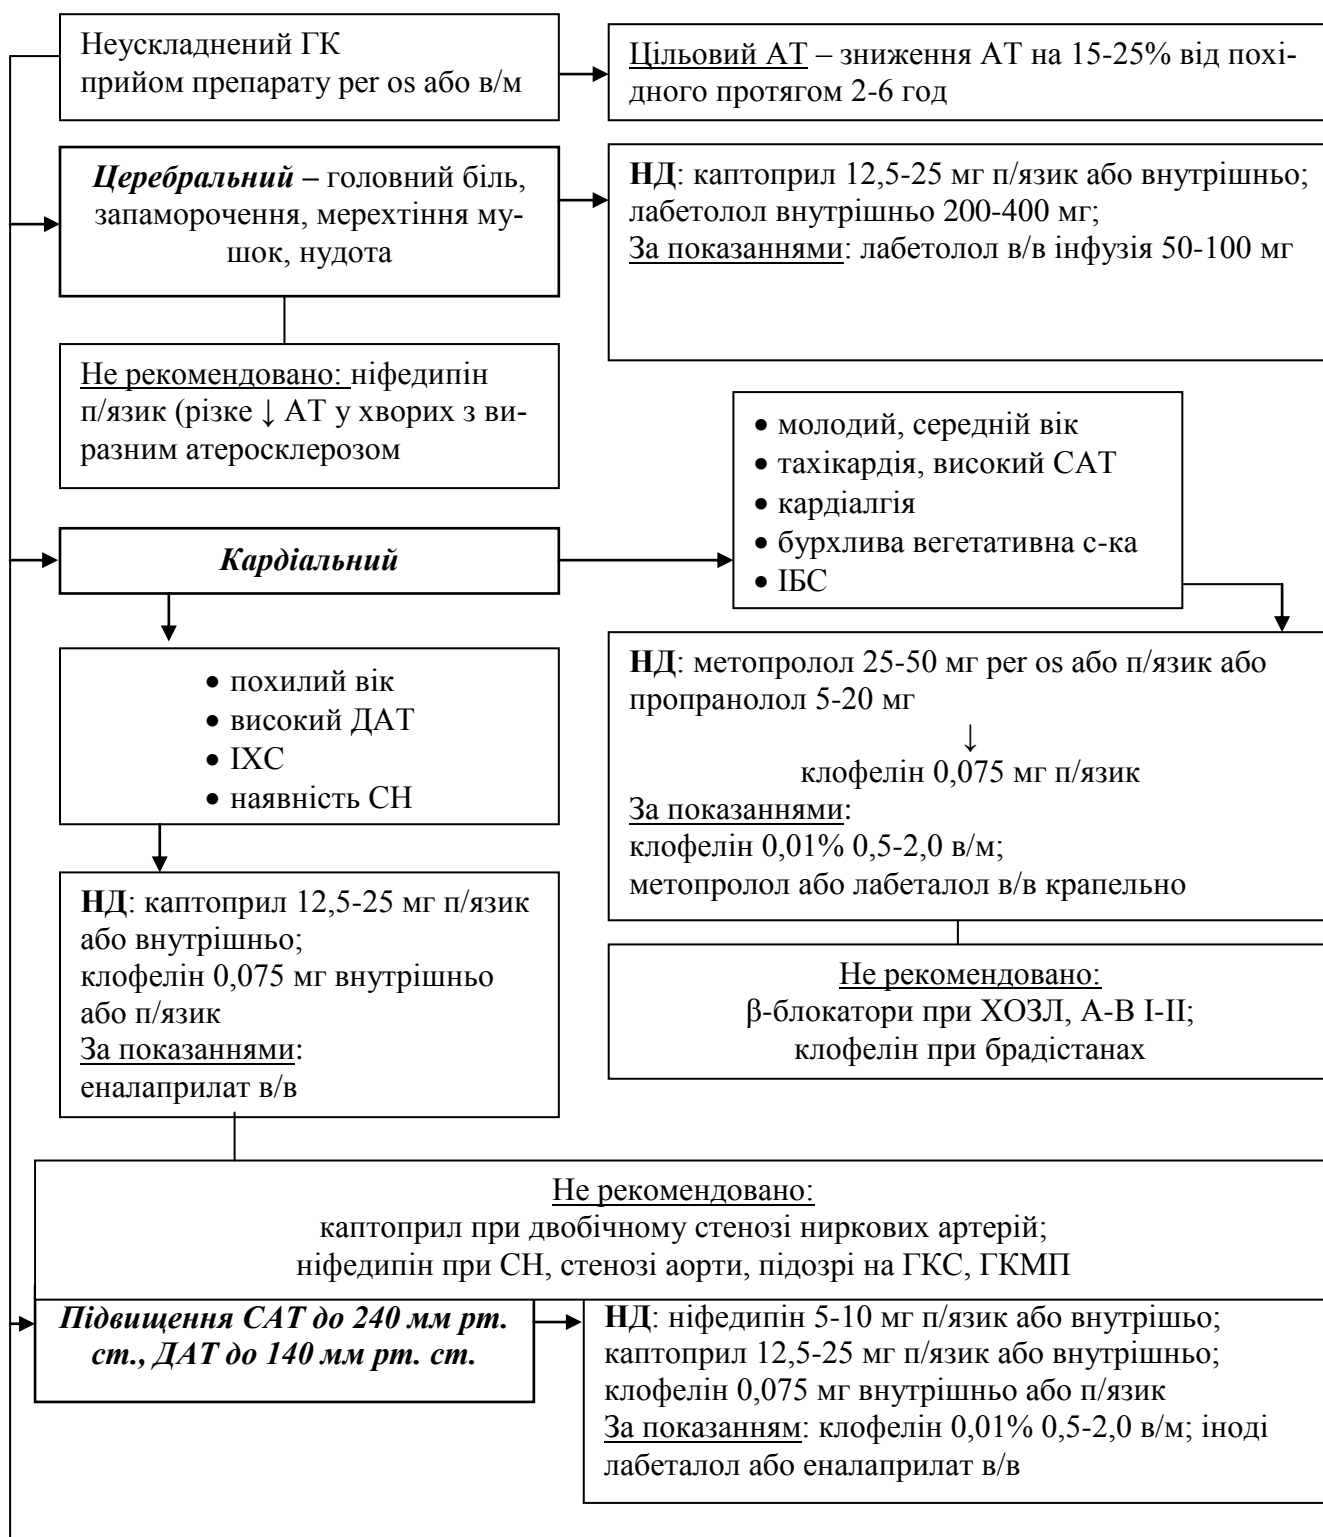 Неускладнений ГК
прийом препарату per os або в/м
Цільовий АТ – зниження АТ на 15-25% від похі-
дного протягом 2-6 год
Церебральний – головний біль,
запаморочення, мерехтіння му-
шок, нудота
НД: каптоприл 12,5-25 мг п/язик або внутрішньо;
лабетолол внутрішньо 200-400 мг;
За показаннями: лабетолол в/в інфузія 50-100 мг
Не рекомендовано: ніфедипін
п/язик (різке ↓ АТ у хворих з ви-
разним атеросклерозом
• молодий, середній вік
• тахікардія, високий САТ
• кардіалгія
• бурхлива вегетативна с-ка
• ІБС
Кардіальний
• похилий вік
• високий ДАТ
• ІХС
• наявність СН
НД: метопролол 25-50 мг per os або п/язик або
пропранолол 5-20 мг
↓
клофелін 0,075 мг п/язик
За показаннями:
клофелін 0,01% 0,5-2,0 в/м;
метопролол або лабеталол в/в крапельно
НД: каптоприл 12,5-25 мг п/язик
або внутрішньо;
клофелін 0,075 мг внутрішньо
або п/язик
За показаннями:
еналаприлат в/в
Не рекомендовано:
β-блокатори при ХОЗЛ, А-В І-ІІ;
клофелін при брадістанах
Не рекомендовано:
каптоприл при двобічному стенозі ниркових артерій;
ніфедипін при СН, стенозі аорти, підозрі на ГКС, ГКМП
Підвищення САТ до 240 мм рт.
ст., ДАТ до 140 мм рт. ст.
НД: ніфедипін 5-10 мг п/язик або внутрішьо;
каптоприл 12,5-25 мг п/язик або внутрішньо;
клофелін 0,075 мг внутрішньо або п/язик
За показанням: клофелін 0,01% 0,5-2,0 в/м; іноді
лабеталол або еналаприлат в/в